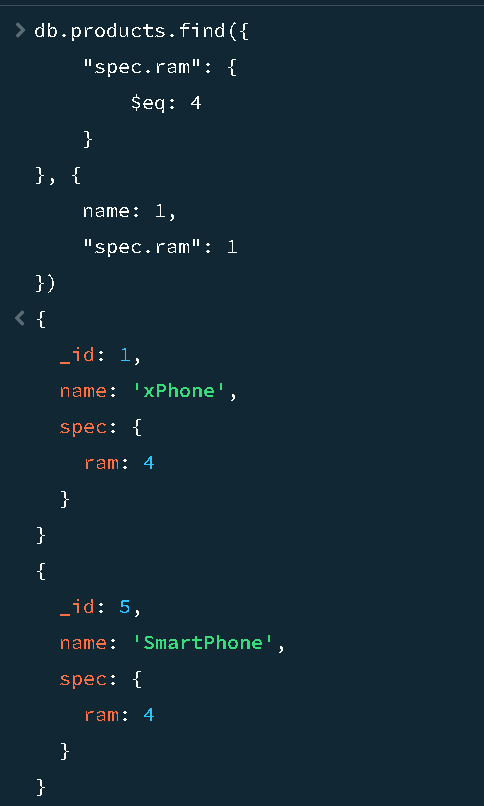 db.products.find({
    "spec.ram": {
        $eq: 4
    }
}, {
    name: 1,
    "spec.ram": 1
})
{
  _id: 1,
  name: 'xPhone',
  spec: {
    ram: 4
  }
}
{
  _id: 5,
  name: 'SmartPhone',
  spec: {
    ram: 4
  }
}